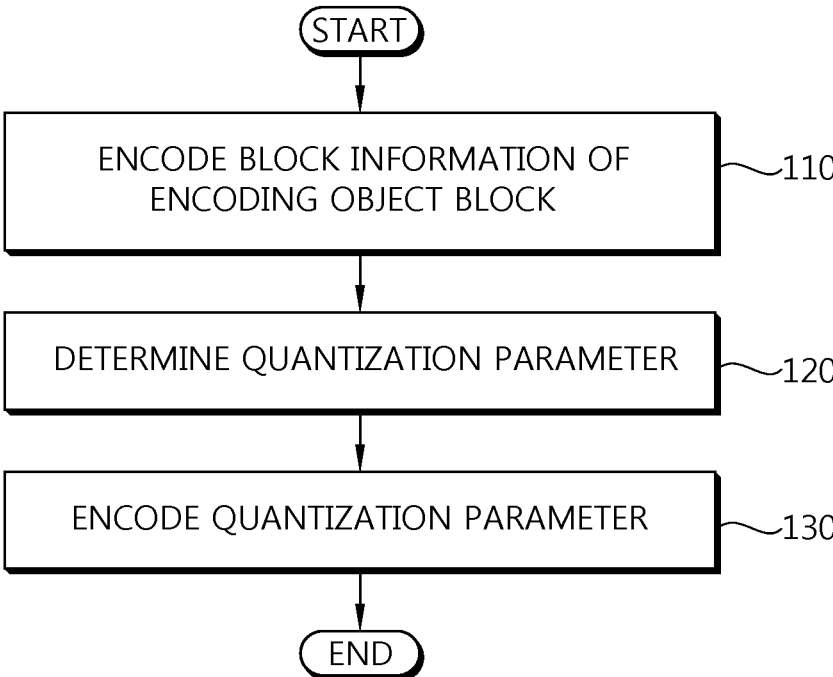 START
ENCODE BLOCK INFORMATION OF
ENCODING OBJECT BLOCK
110
DETERMINE QUANTIZATION PARAMETER
120
ENCODE QUANTIZATION PARAMETER
130
END